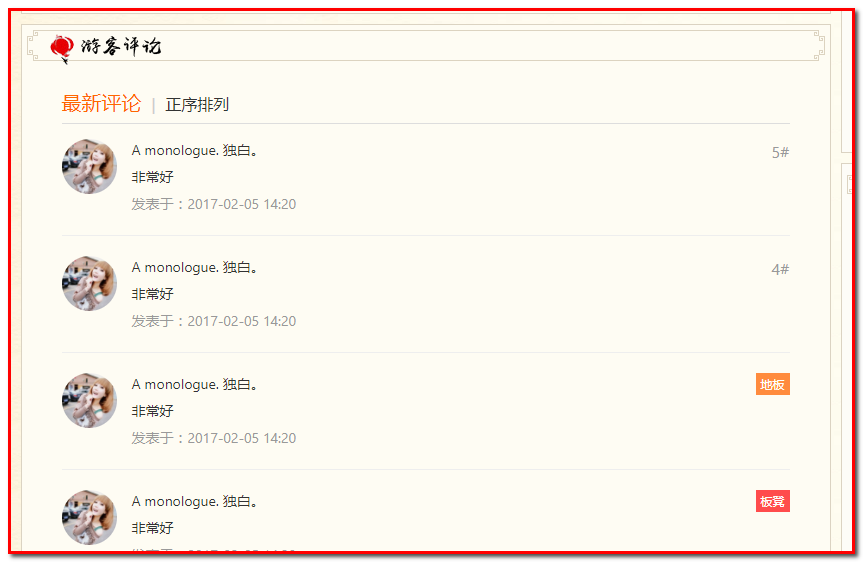 游客评论
最新评论 | 正序排列
A monologue. 独白。 5#
非常好
发表于：2017-02-05 14:20
A monologue. 独白。 4#
非常好
发表于：2017-02-05 14:20
A monologue. 独白。 地板
非常好
发表于：2017-02-05 14:20
A monologue. 独白。 板凳
非常好